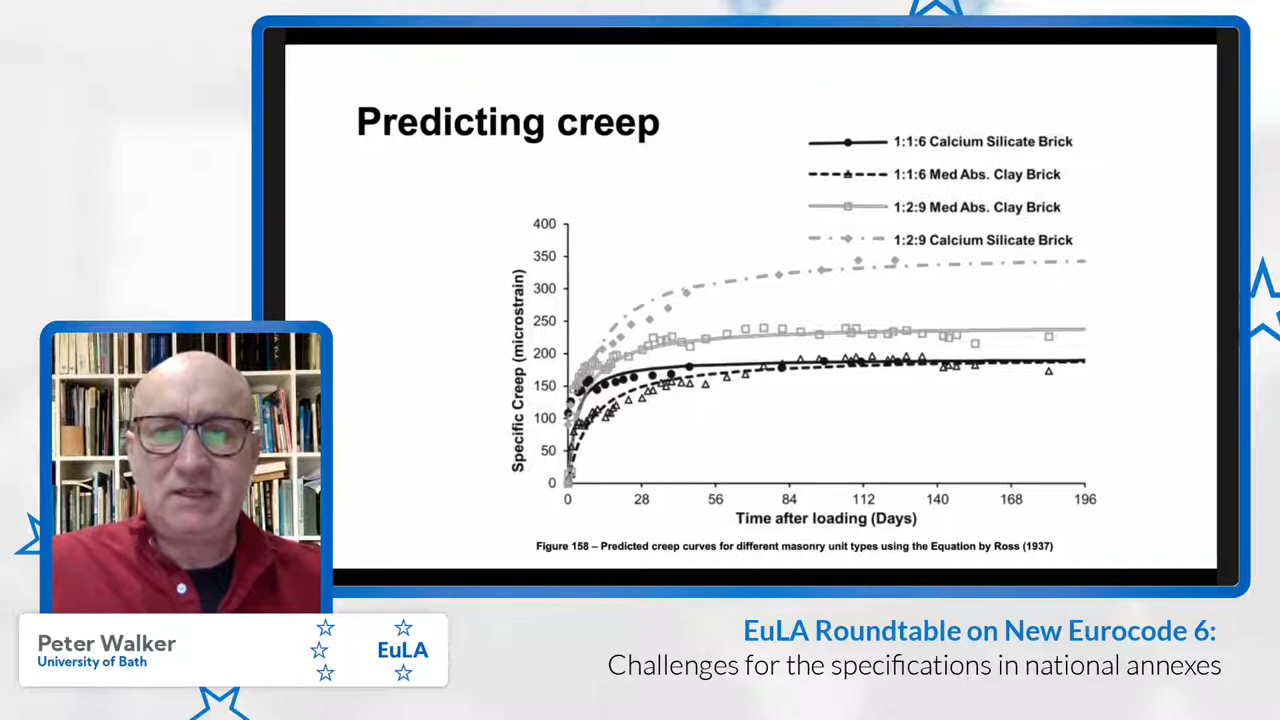 Predicting creep
1:1:6 Calcium Silicate Brick
1:1:6 Med Abs. Clay Brick
1:2:9 Med Abs. Clay Brick
1:2:9 Calcium Silicate Brick
Specific Creep (microstrain)
400
350
300
250
200
150
100
50
0
0 28 56 84 112 140 168 196
Time after loading (Days)
Figure 158 – Predicted creep curves for different masonry unit types using the Equation by Ross (1937)
Peter Walker
University of Bath
EuLA
EuLA Roundtable on New Eurocode 6:
Challenges for the specifications in national annexes